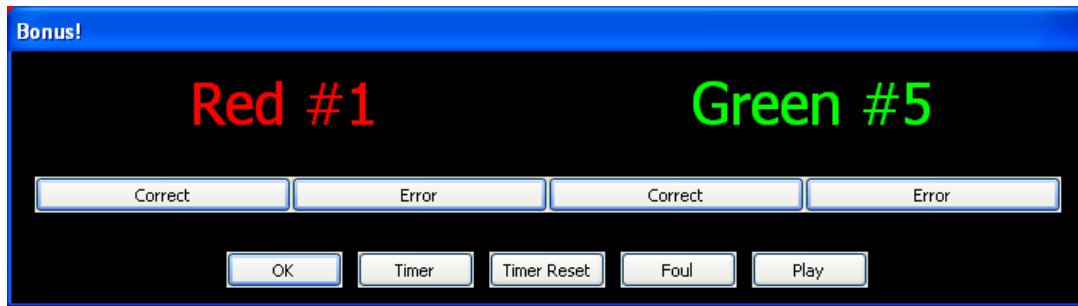 Bonus!
Red #1 Green #5
Correct Error Correct Error
OK Timer Timer Reset Foul Play